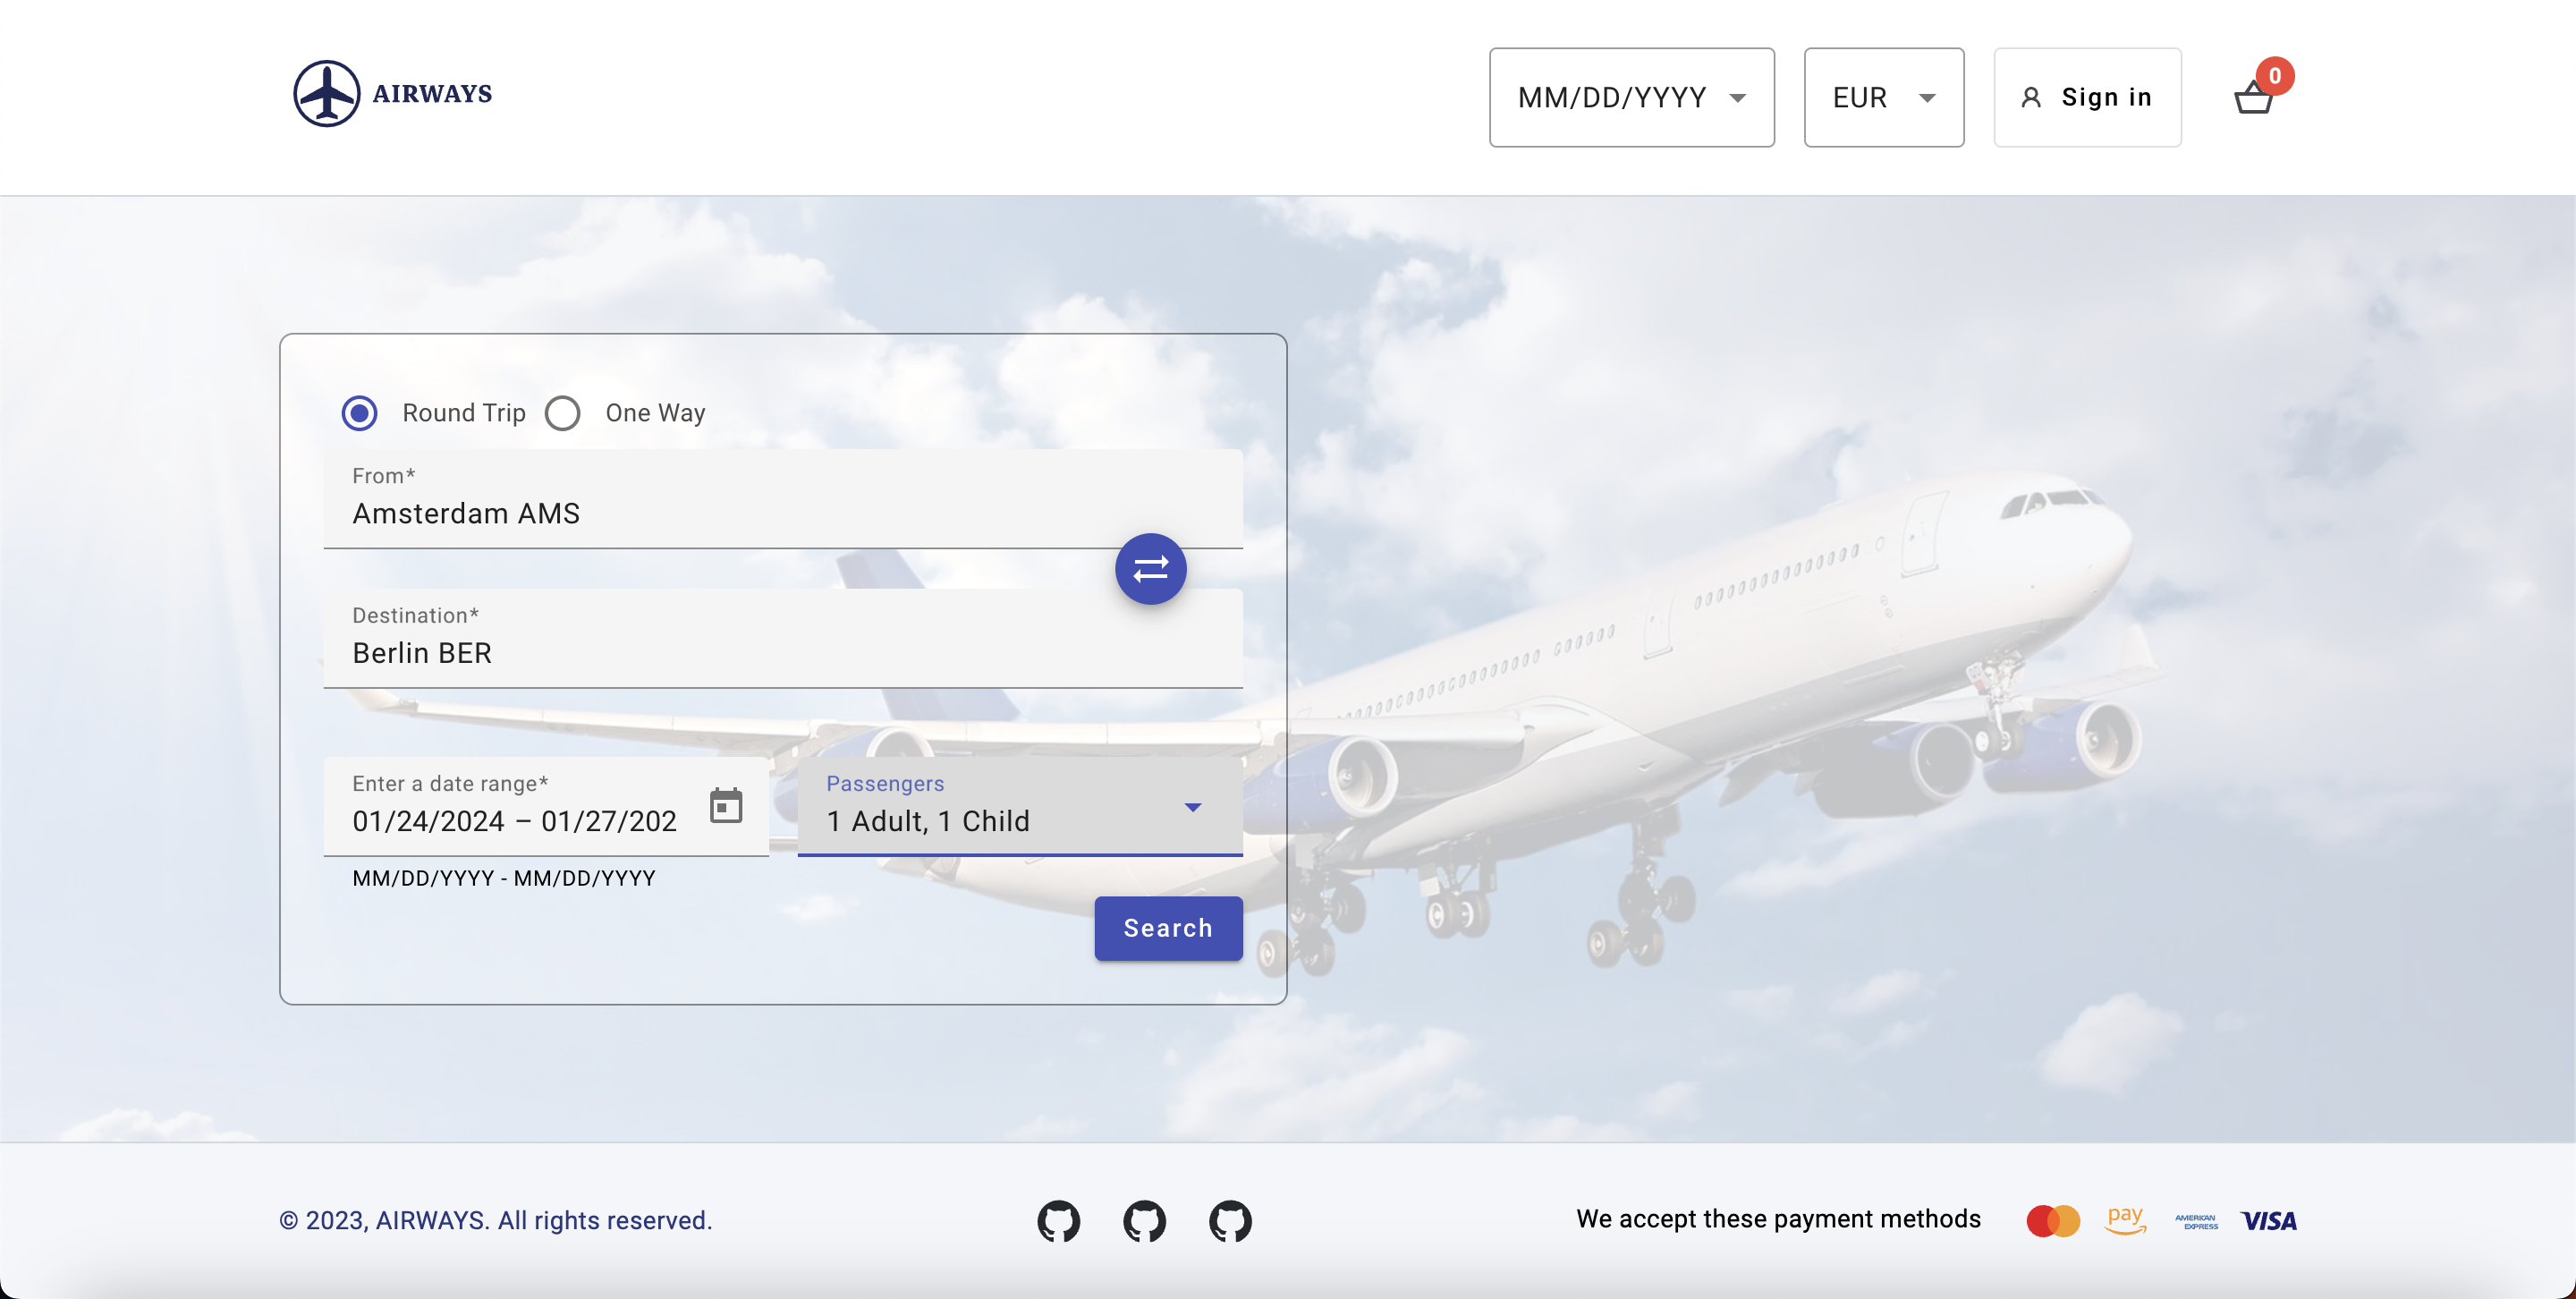 AIRWAYS
MM/DD/YYYY
EUR
Sign in
0
Round Trip
One Way
From*
Amsterdam AMS
Destination*
Berlin BER
Enter a date range*
01/24/2024 – 01/27/202
MM/DD/YYYY - MM/DD/YYYY
Passengers
1 Adult, 1 Child
Search
© 2023, AIRWAYS. All rights reserved.
We accept these payment methods
pay
AMERICAN
EXPRESS
VISA